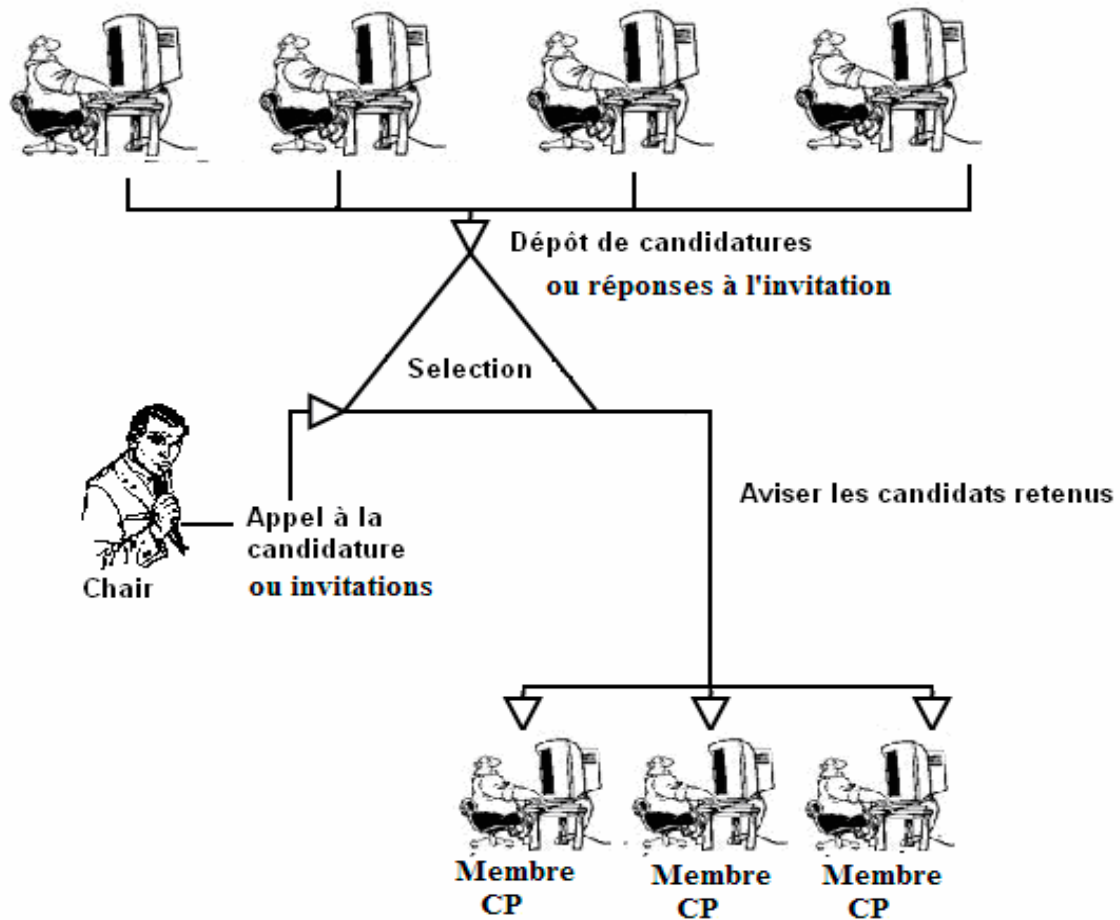 Dépôt de candidatures
ou réponses à l'invitation
Selection
Aviser les candidats retenus
Appel à la
candidature
ou invitations
Chair
Membre
CP
Membre
CP
Membre
CP